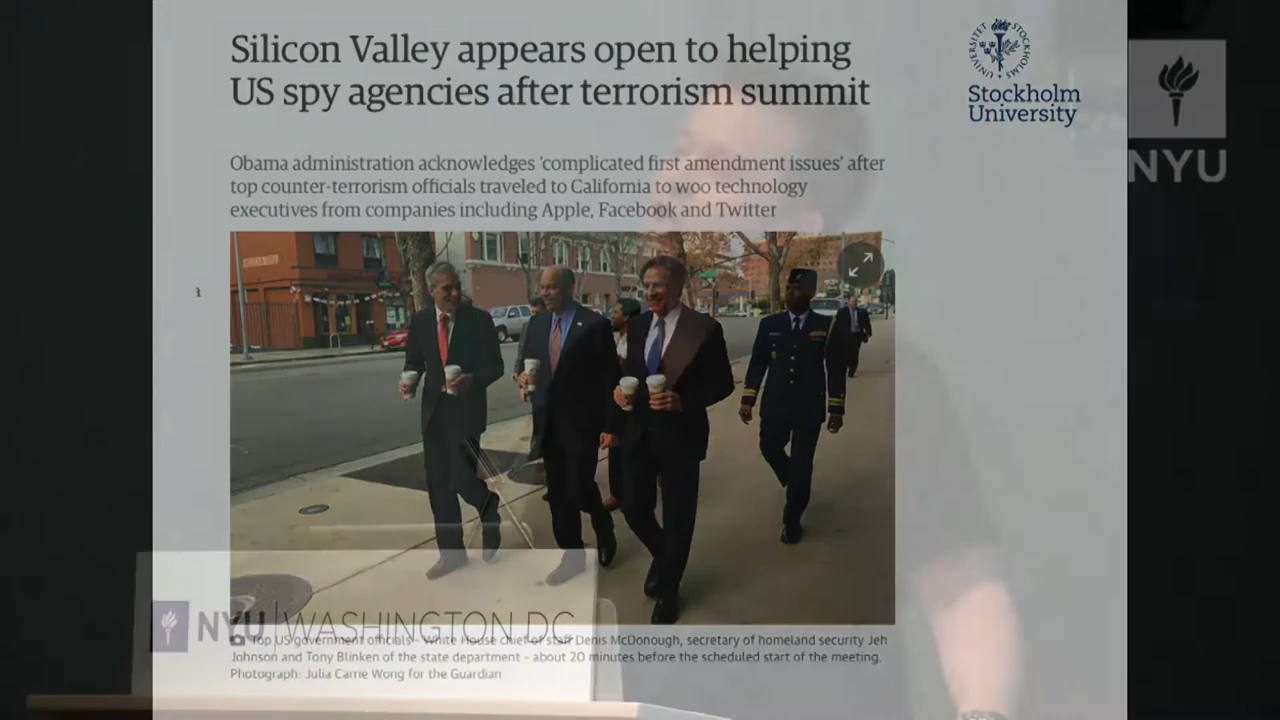 Silicon Valley appears open to helping
US spy agencies after terrorism summit
Stockholm
University
NYU
Obama administration acknowledges ‘complicated first amendment issues’ after
top counter-terrorism officials traveled to California to woo technology
executives from companies including Apple, Facebook and Twitter
a
NYU WASHINGTON DC
Top US government officials – White House chief of staff Denis McDonough, secretary of homeland security Jeh
Johnson and Tony Blinken of the state department – about 20 minutes before the scheduled start of the meeting.
Photograph: Julia Carrie Wong for the Guardian